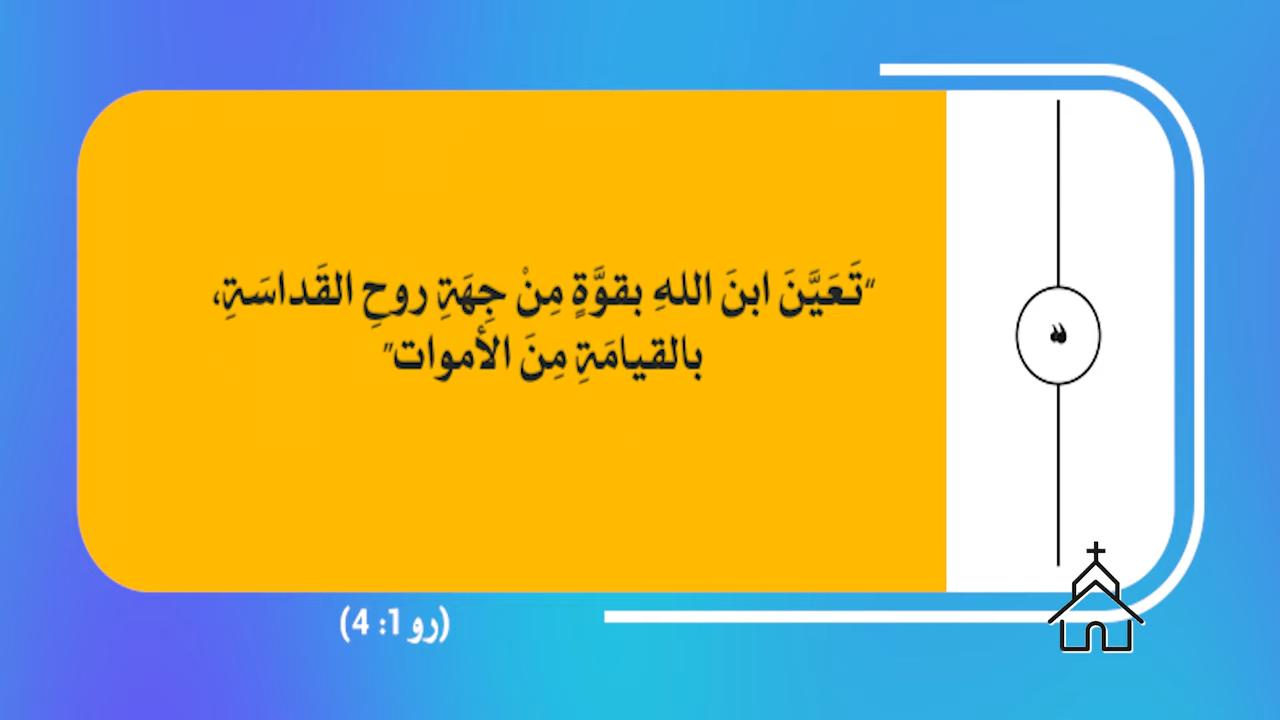 “تَعَيَّنَ ابنَ اللهِ بقوَّةٍ مِنْ جِهَةِ روحِ القَداسَةِ،
بالقيامَةِ مِنَ الأموات”
(رو 1: 4)